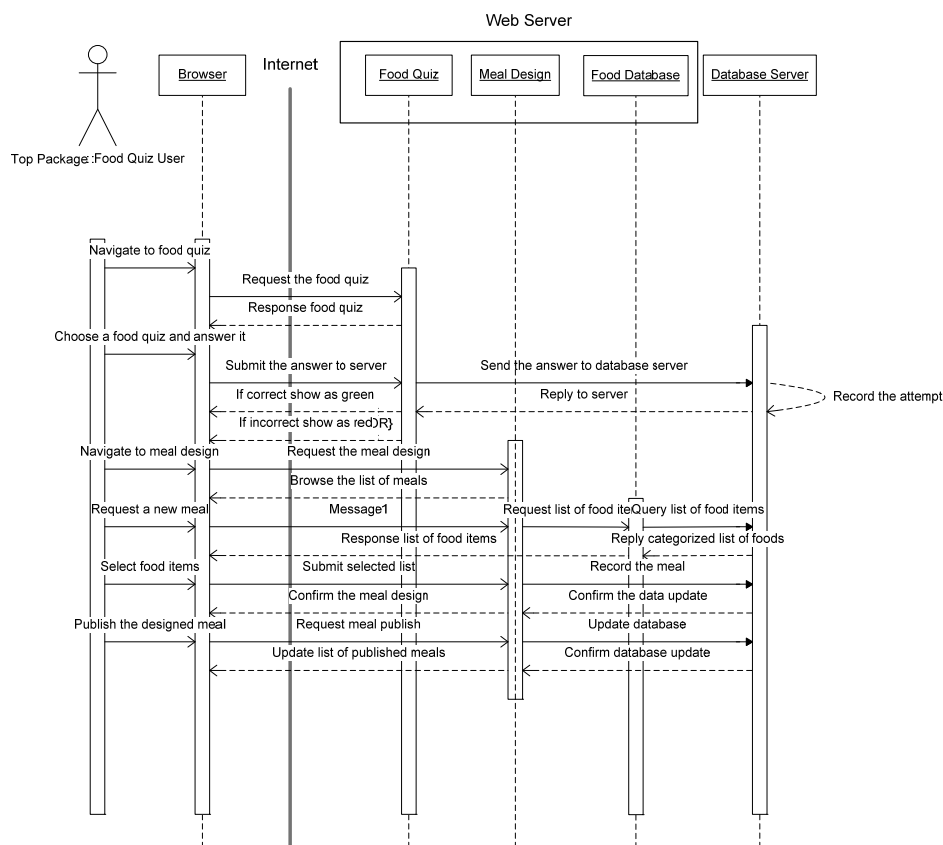 Web Server
Internet
Browser
Food Quiz
Meal Design
Food Database
Database Server
Top Package::Food Quiz User
Navigate to food quiz
Request the food quiz
Response food quiz
Choose a food quiz and answer it
Submit the answer to server
Send the answer to database server
If correct show as green
Reply to server
Record the attempt
If incorrect show as red
Navigate to meal design
Request the meal design
Browse the list of meals
Request a new meal
Message1
Request list of food
Query list of food items
Response list of food items
Reply categorized list of foods
Select food items
Submit selected list
Record the meal
Confirm the meal design
Confirm the data update
Publish the designed meal
Request meal publish
Update database
Update list of published meals
Confirm database update